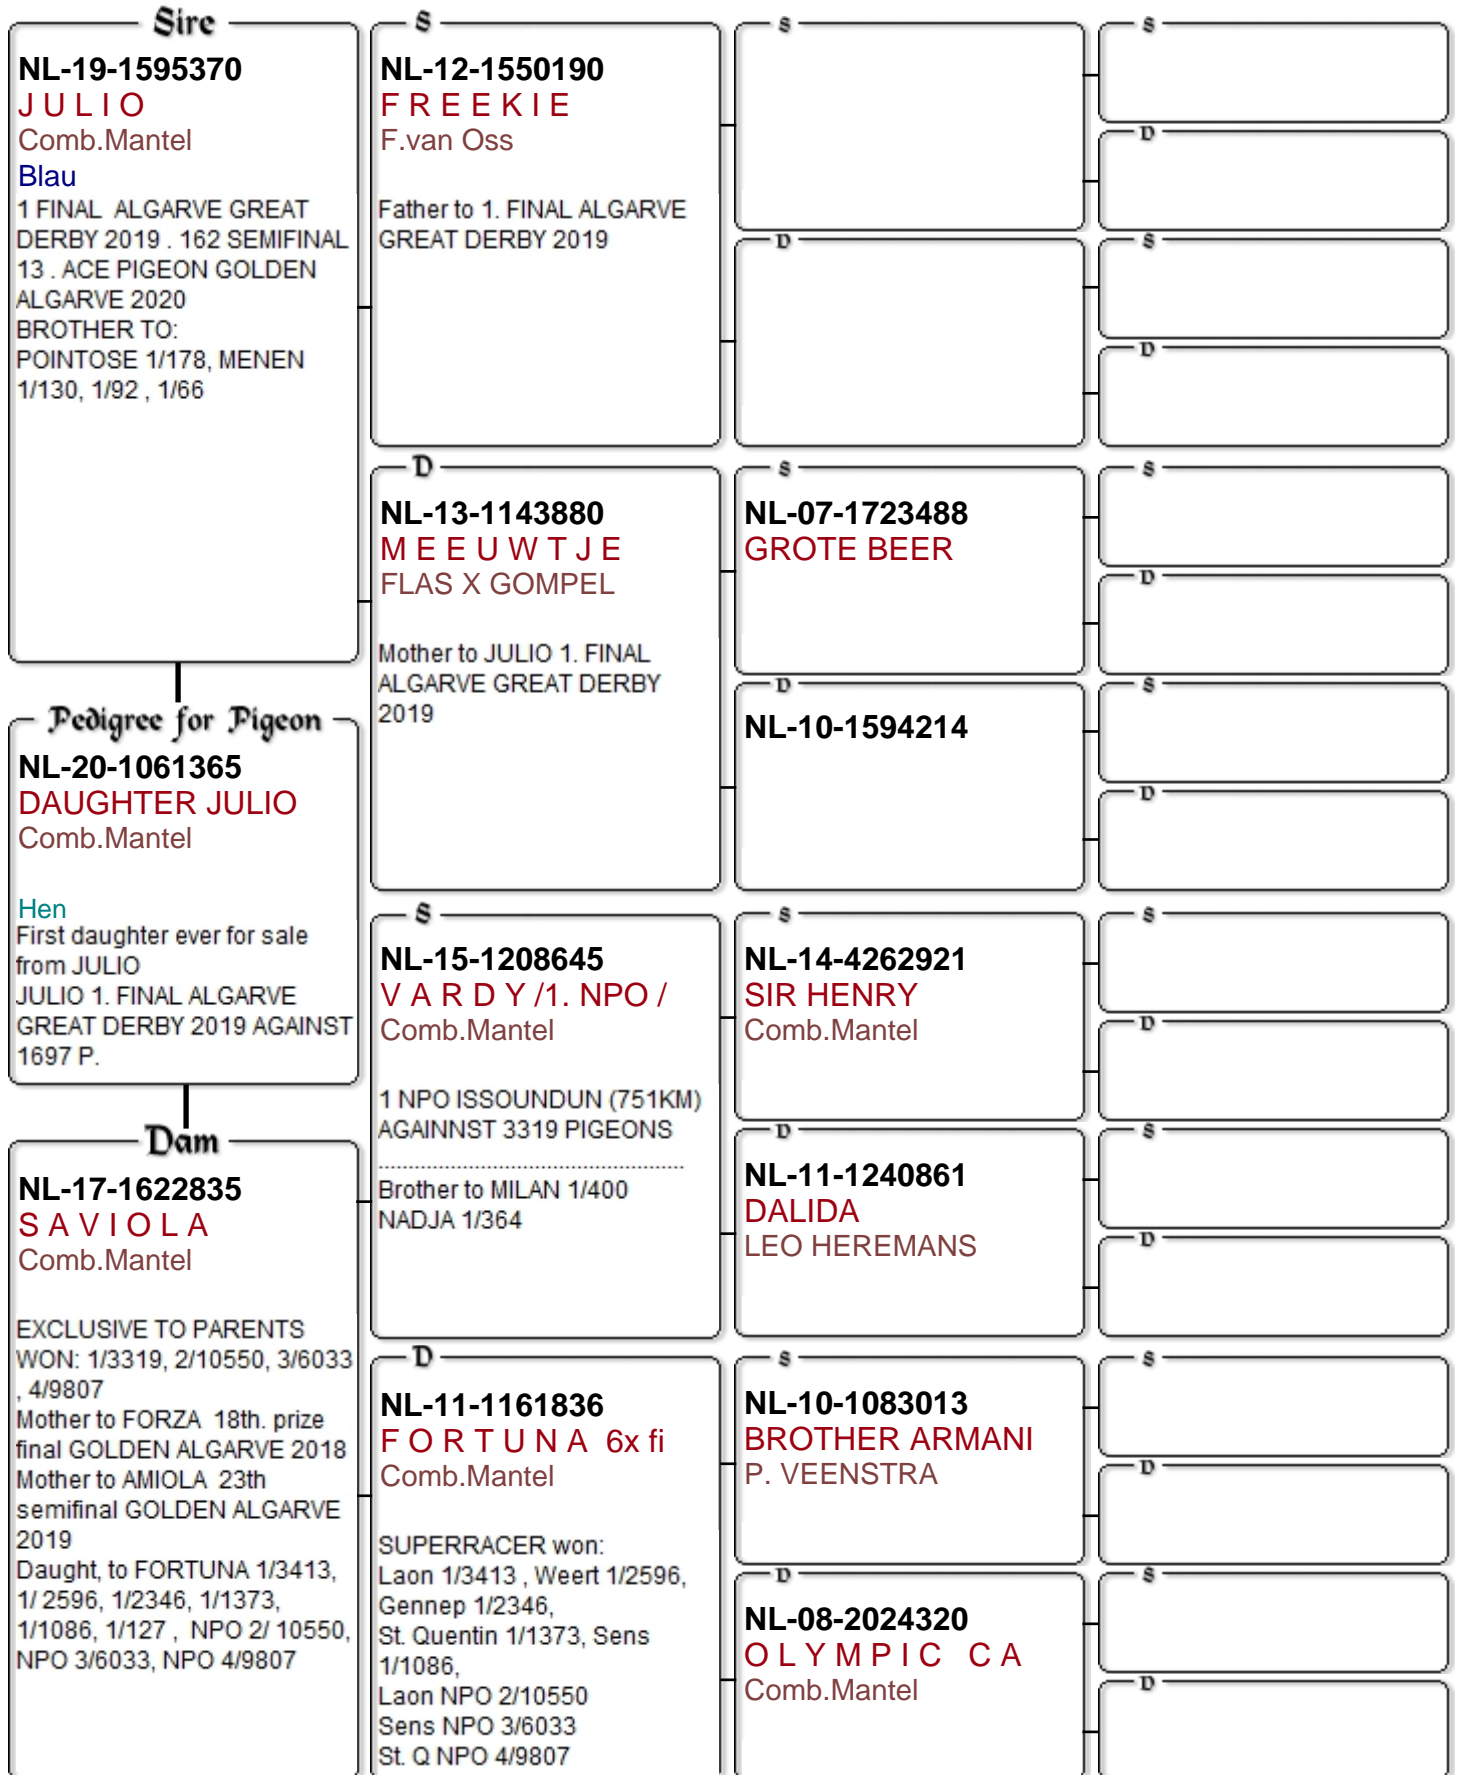 Sire
NL-19-1595370
J U L I O
Comb.Mantel
Blau
1 FINAL ALGARVE GREAT
DERBY 2019 . 162 SEMIFINAL
13 . ACE PIGEON GOLDEN
ALGARVE 2020
BROTHER TO:
POINTOSE 1/178, MENEN
1/130, 1/92 , 1/66
Pedigree for Pigeon
NL-20-1061365
DAUGHTER JULIO
Comb.Mantel
Hen
First daughter ever for sale
from JULIO
JULIO 1. FINAL ALGARVE
GREAT DERBY 2019 AGAINST
1697 P.
Dam
NL-17-1622835
S A V I O L A
Comb.Mantel
EXCLUSIVE TO PARENTS
WON: 1/3319, 2/10550, 3/6033
, 4/9807
Mother to FORZA 18th. prize
final GOLDEN ALGARVE 2018
Mother to AMIOLA 23th
semifinal GOLDEN ALGARVE
2019
Daught, to FORTUNA 1/3413,
1/ 2596, 1/2346, 1/1373,
1/1086, 1/127 , NPO 2/ 10550,
NPO 3/6033, NPO 4/9807
S
NL-12-1550190
F R E E K I E
F.van Oss
Father to 1. FINAL ALGARVE
GREAT DERBY 2019
D
NL-13-1143880
M E E U W T J E
FLAS X GOMPEL
Mother to JULIO 1. FINAL
ALGARVE GREAT DERBY
2019
S
NL-15-1208645
V A R D Y /1. NPO /
Comb.Mantel
1 NPO ISSOUNDUN (751KM)
AGAINNST 3319 PIGEONS
...................................................
Brother to MILAN 1/400
NADJA 1/364
D
NL-11-1161836
F O R T U N A 6x fi
Comb.Mantel
SUPERRACER won:
Laon 1/3413 , Weert 1/2596,
Gennep 1/2346,
St. Quentin 1/1373, Sens
1/1086,
Laon NPO 2/10550
Sens NPO 3/6033
St. Q NPO 4/9807
S
D
S
NL-07-1723488
GROTE BEER
D
NL-10-1594214
S
NL-14-4262921
SIR HENRY
Comb.Mantel
D
NL-11-1240861
DALIDA
LEO HEREMANS
S
NL-10-1083013
BROTHER ARMANI
P. VEENSTRA
D
NL-08-2024320
O L Y M P I C C A
Comb.Mantel
S
D
S
D
S
D
S
D
S
D
S
D
S
D
S
D